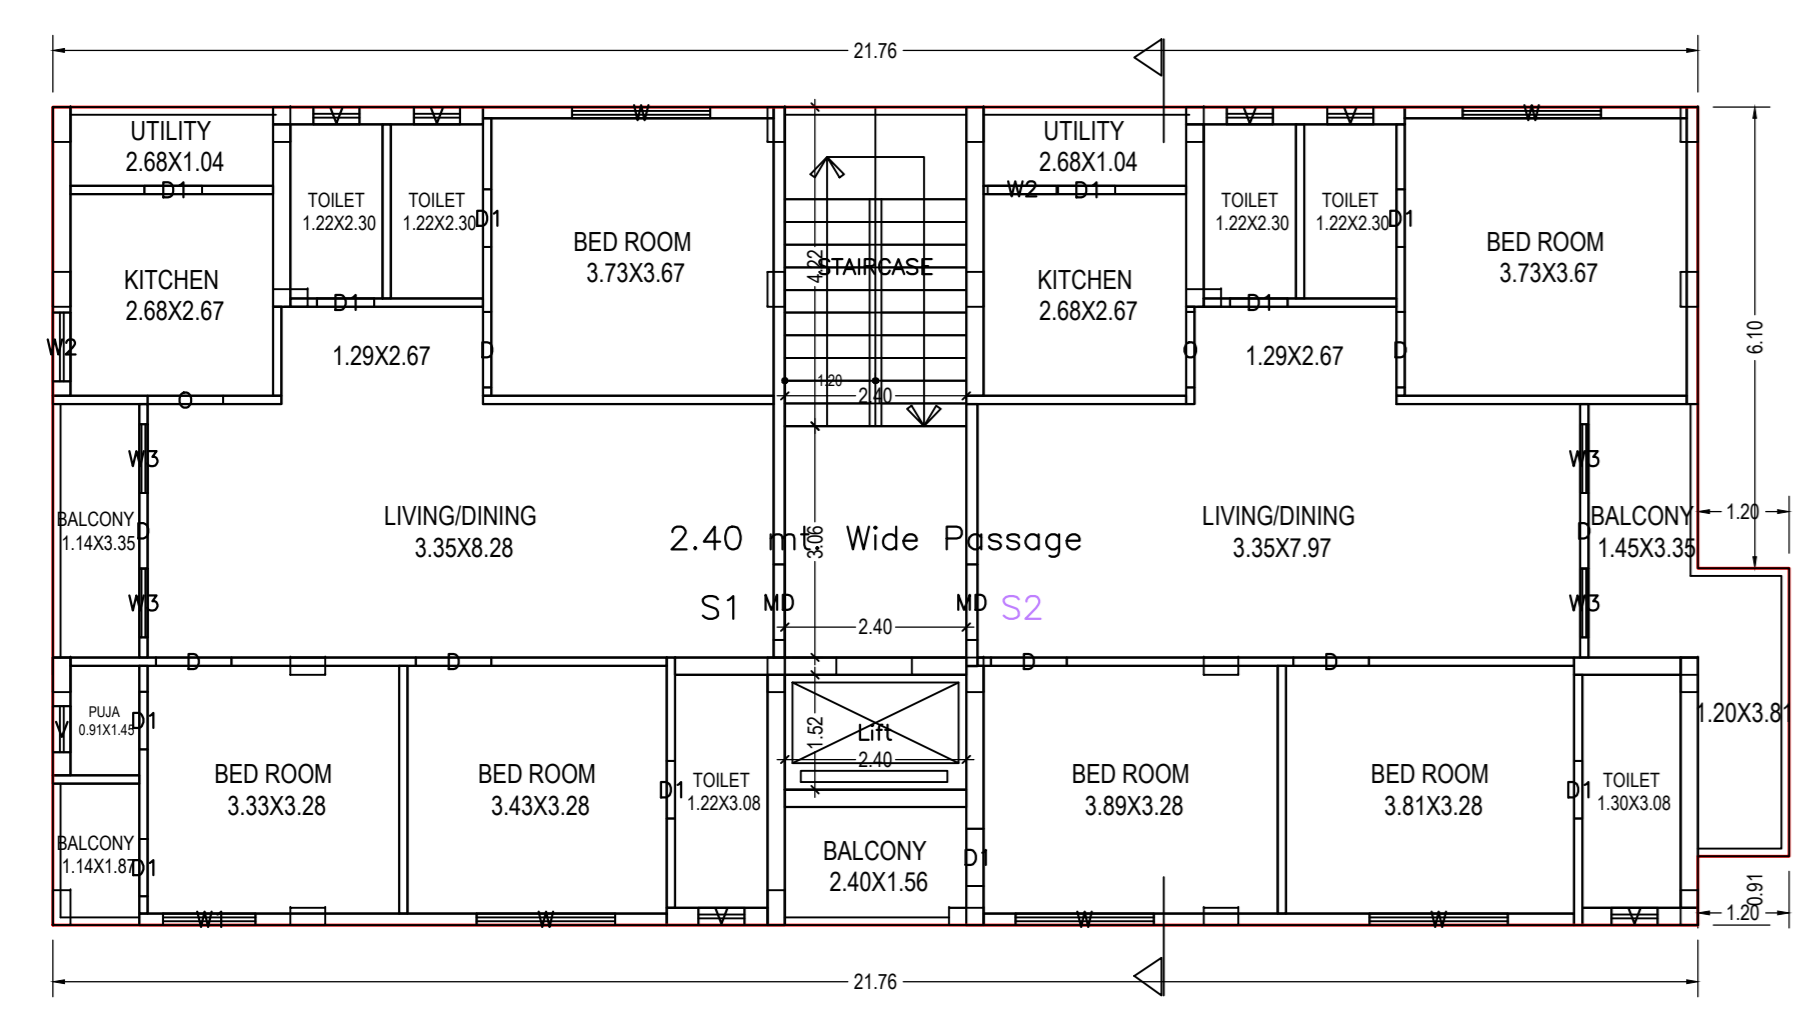 21.76
V
V
W
V
V
W
UTILITY
2.68X1.04
UTILITY
2.68X1.04
D1
W2
D1
TOILET
1.22X2.30
TOILET
1.22X2.30
D1
TOILET
1.22X2.30
TOILET
1.22X2.30
D1
BED ROOM
3.73X3.67
BED ROOM
3.73X3.67
4.22
STAIRCASE
KITCHEN
2.68X2.67
KITCHEN
2.68X2.67
D1
D1
6.10
W2
1.29X2.67
D
O
1.29X2.67
D
1.20
2.40
O
W3
W3
BALCONY
1.14X3.35
D
LIVING/DINING
3.35X8.28
2.40 mt. Wide Passage
3.06
LIVING/DINING
3.35X7.97
D
BALCONY
1.45X3.35
1.20
W3
S1
MD
MD
S2
W3
2.40
D
D
D
D
PUJA
0.91X1.45
V
D1
1.52
Lift
2.40
1.20X3.81
BED ROOM
3.33X3.28
BED ROOM
3.43X3.28
D1
TOILET
1.22X3.08
BED ROOM
3.89X3.28
BED ROOM
3.81X3.28
D1
TOILET
1.30X3.08
BALCONY
1.14X1.87
D1
BALCONY
2.40X1.56
D1
0.91
1.20
W1
W
V
W
W
V
21.76